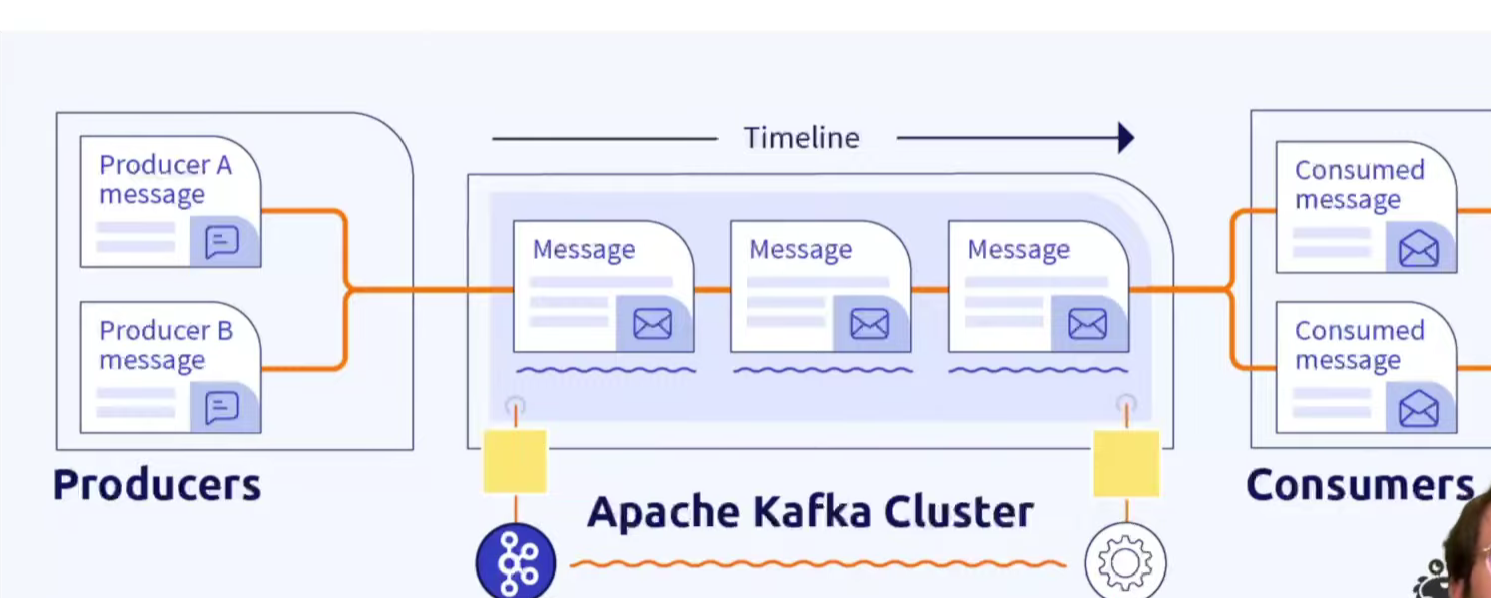 Timeline
Producer A
message
Producer B
message
Producers
Message
Message
Message
Apache Kafka Cluster
Consumed
message
Consumed
message
Consumers